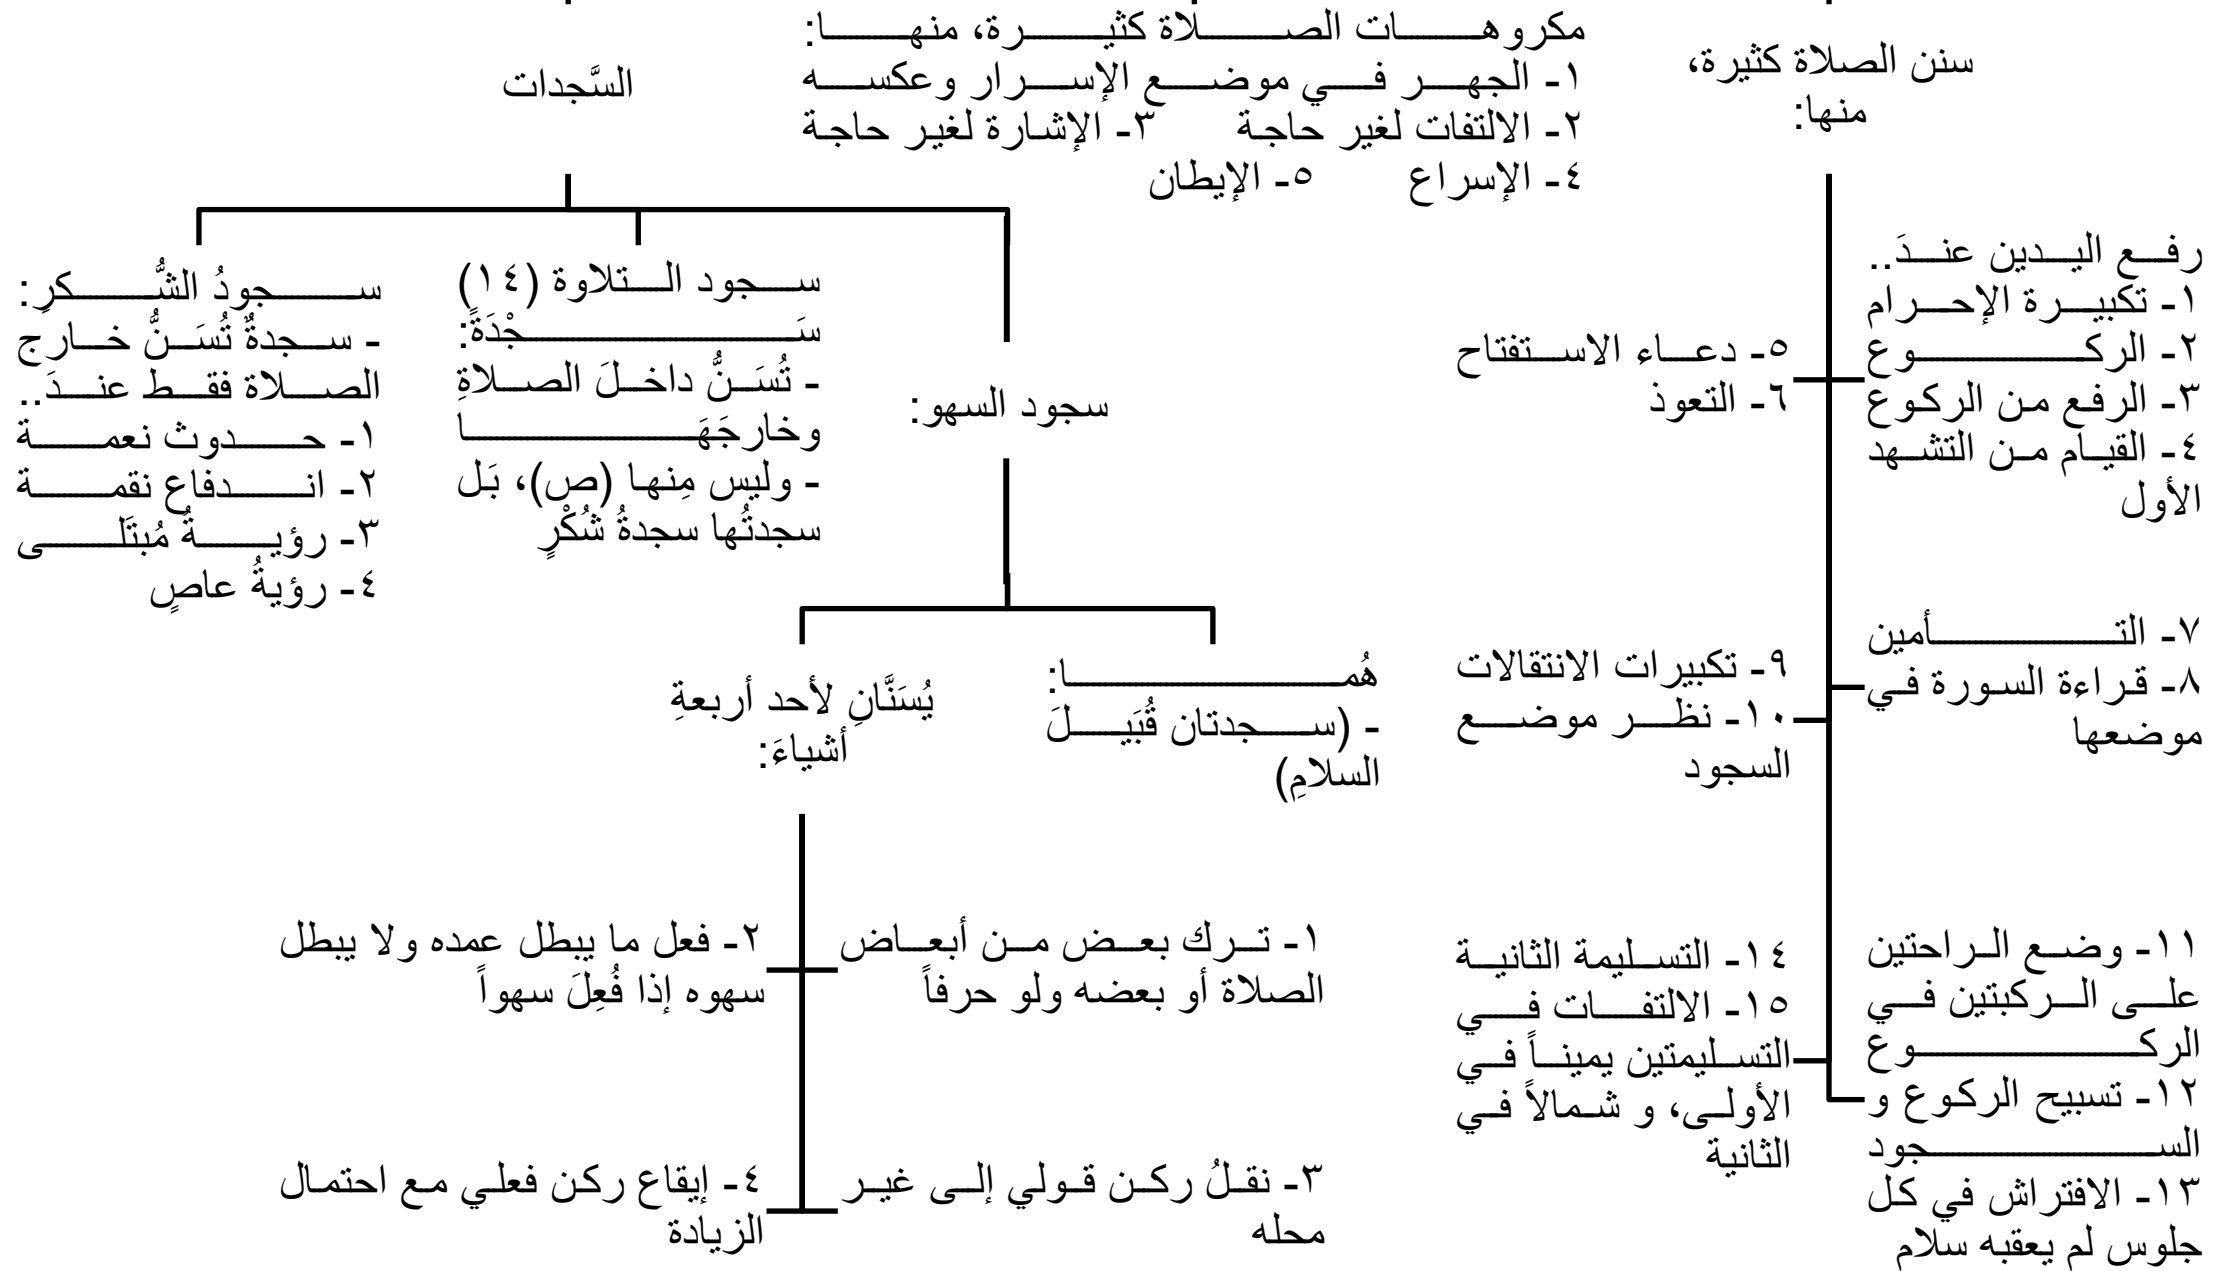 سنن الصلاة كثيرة،
منها:
رفع اليدين عندَ..
١- تكبيرة الإحرام
٢- الركوع
٣- الرفع من الركوع
٤- القيام من التشهد
الأول
٥- دعاء الاستفتاح
٦- التعوذ
٧- التأمين
٨- قراءة السورة في
موضعها
٩- تكبيرات الانتقالات
١٠- نظر موضع
السجود
١١- وضع الراحتين
على الركبتين في
الركوع
١٢- تسبيح الركوع و
السجود
١٣- الافتراش في كل
جلوس لم يعقبه سلام
١٤- التسليمة الثانية
١٥- الالتفات في
التسليمتين يميناً في
الأولى، و شمالاً في
الثانية
مكروهات الصلاة كثيرة، منها:
١- الجهر في موضع الإسرار وعكسه
٢- الالتفات لغير حاجة ٣- الإشارة لغير حاجة
٤- الإسراع ٥- الإيطان
السَّجدات
سجود السهو:
هُما:
- (سجدتان قُبَيلَ
السلامِ)
يُسَنَّانِ لأحد أربعةِ
أشياءَ:
١- ترك بعض من أبعاض
الصلاة أو بعضه ولو حرفاً
٢- فعل ما يبطل عمده ولا يبطل
سهوه إذا فُعِلَ سهواً
٣- نقلُ ركن قولي إلى غير
محله
٤- إيقاع ركن فعلي مع احتمال
الزيادة
سجود التلاوة (١٤)
سَجْدَةً:
- تُسَنُّ داخلَ الصلاةِ
وخارجَهَا
- وليس مِنها (ص)، بَل
سجدتُها سجدةُ شُكْرٍ
سجودُ الشُّكرِ:
- سجدةٌ تُسَنُّ خارج
الصلاة فقط عندَ..
١- حدوث نعمة
٢- اندفاع نقمة
٣- رؤيةُ مُبتَلى
٤- رؤيةُ عاصٍ